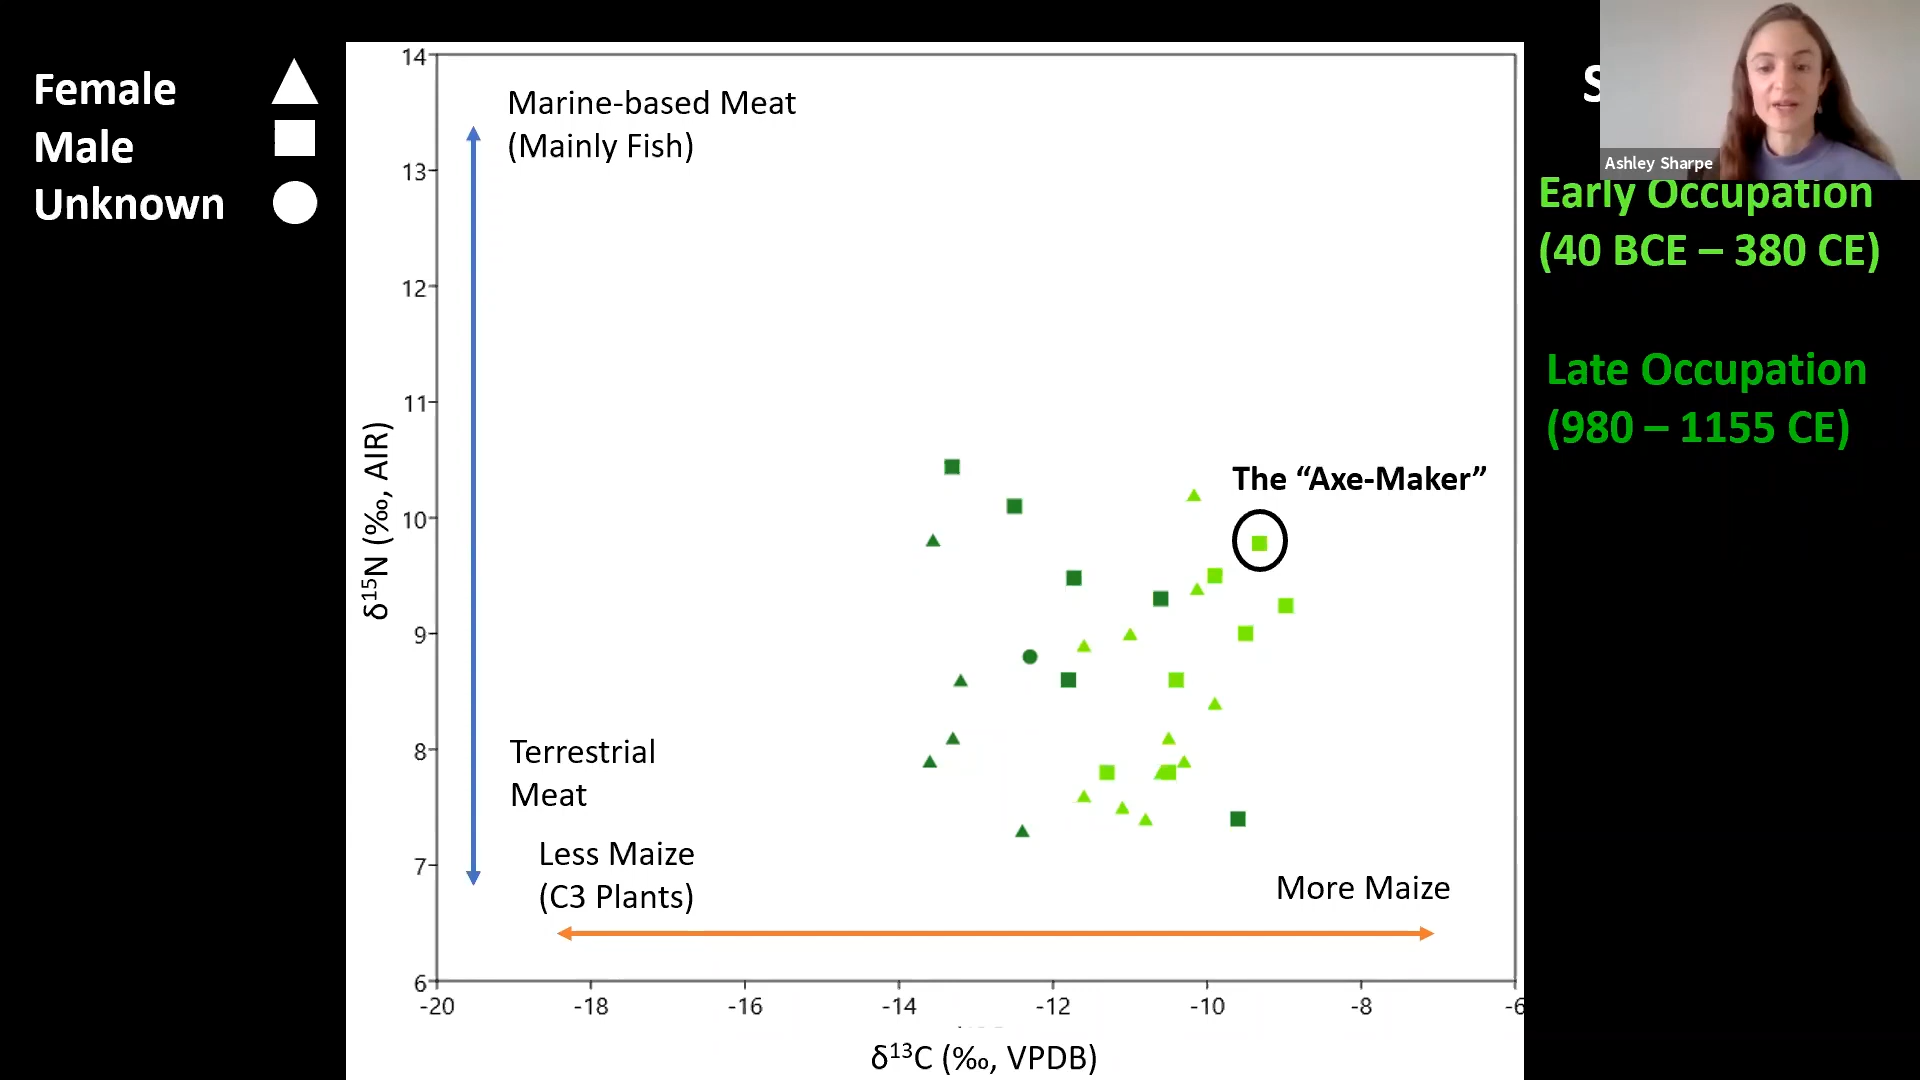 Female
Male
Unknown
Marine-based Meat
(Mainly Fish)
Terrestrial
Meat
Less Maize
(C3 Plants)
More Maize
The “Axe-Maker”
14
13
12
11
10
9
8
7
6
-20
-18
-16
-14
-12
-10
-8
-6
δ¹⁵N (‰, AIR)
δ¹³C (‰, VPDB)
S
Ashley Sharpe
Early Occupation
(40 BCE – 380 CE)
Late Occupation
(980 – 1155 CE)